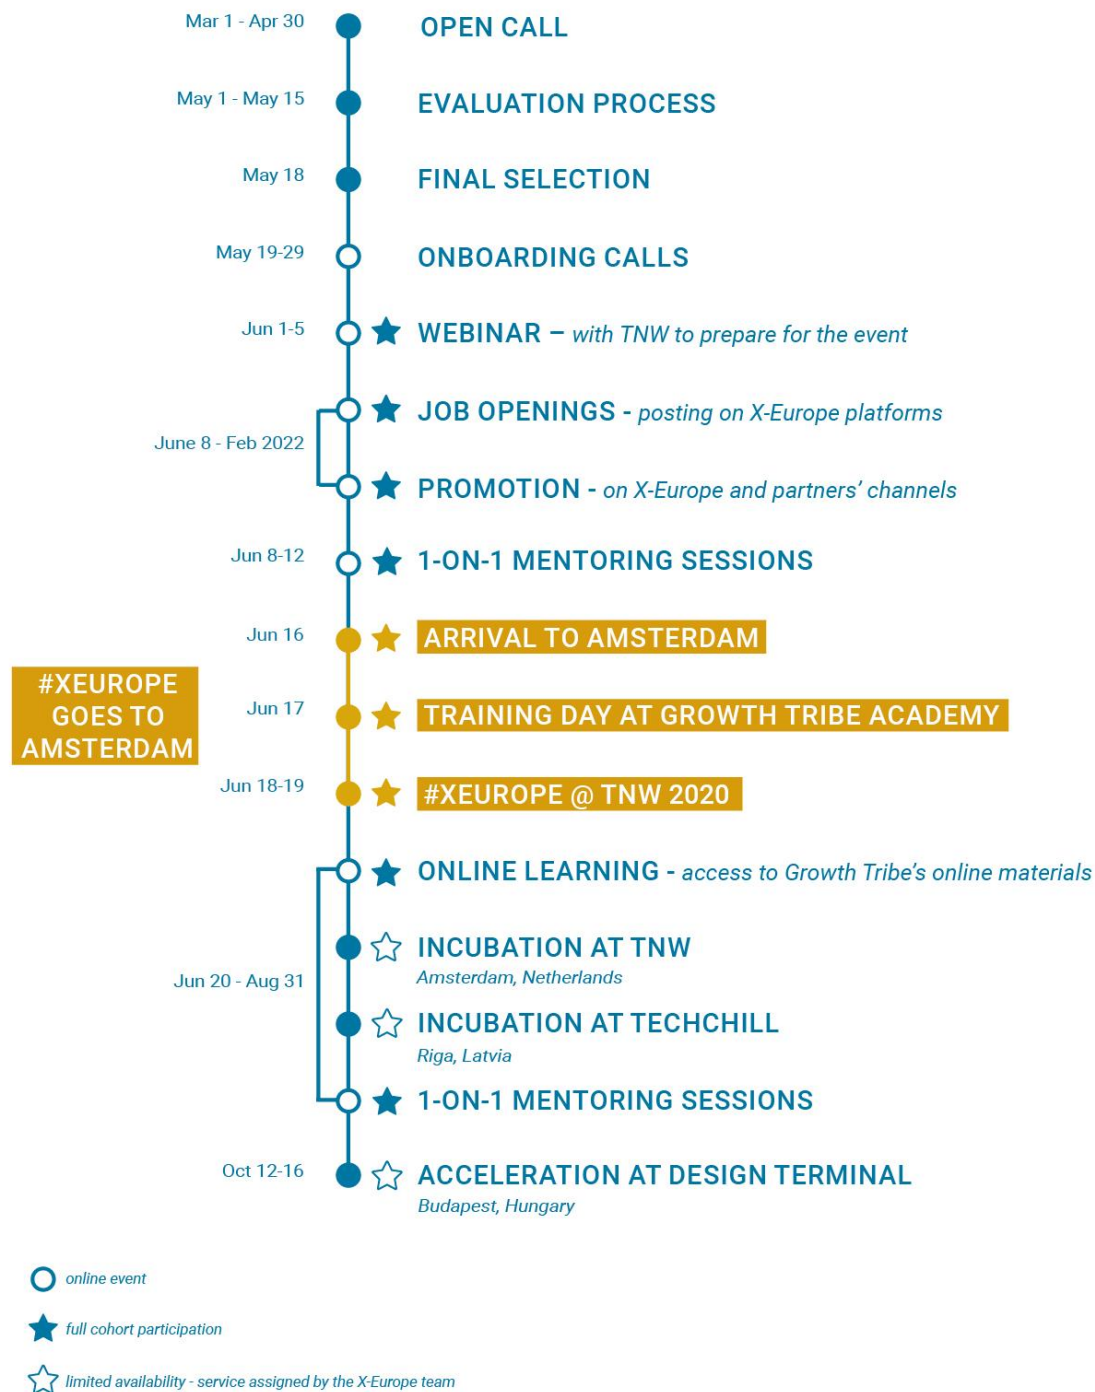 Mar 1 - Apr 30
OPEN CALL
May 1 - May 15
EVALUATION PROCESS
May 18
FINAL SELECTION
May 19-29
ONBOARDING CALLS
Jun 1-5
WEBINAR – with TNW to prepare for the event
June 8 - Feb 2022
JOB OPENINGS - posting on X-Europe platforms
PROMOTION - on X-Europe and partners’ channels
Jun 8-12
1-ON-1 MENTORING SESSIONS
#XEUROPE
GOES TO
AMSTERDAM
Jun 16
ARRIVAL TO AMSTERDAM
Jun 17
TRAINING DAY AT GROWTH TRIBE ACADEMY
Jun 18-19
#XEUROPE @ TNW 2020
Jun 20 - Aug 31
ONLINE LEARNING - access to Growth Tribe’s online materials
INCUBATION AT TNW
Amsterdam, Netherlands
INCUBATION AT TECHCHILL
Riga, Latvia
1-ON-1 MENTORING SESSIONS
Oct 12-16
ACCELERATION AT DESIGN TERMINAL
Budapest, Hungary
online event
full cohort participation
limited availability - service assigned by the X-Europe team